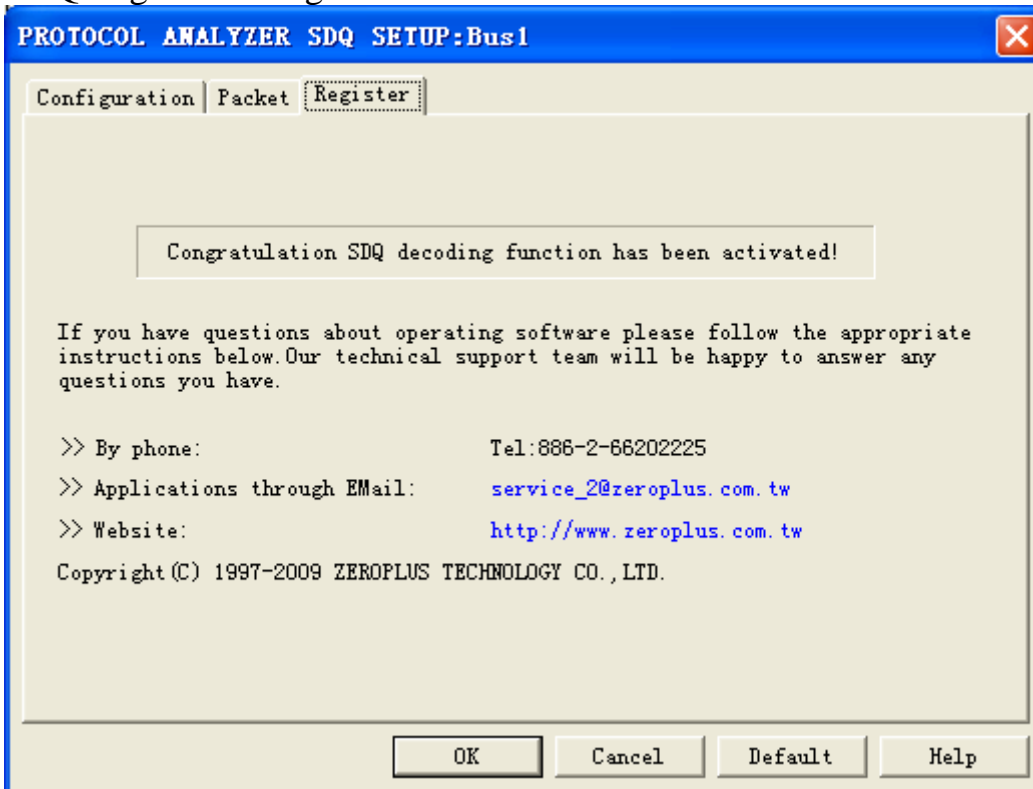 PROTOCOL ANALYZER SDQ SETUP:Bus1
Configuration Packet Register
Congratulation SDQ decoding function has been activated!
If you have questions about operating software please follow the appropriate
instructions below.Our technical support team will be happy to answer any
questions you have.
>> By phone: Tel:886-2-66202225
>> Applications through EMail: service_2@zeroplus.com.tw
>> Website: http://www.zeroplus.com.tw
Copyright(C) 1997-2009 ZEROPLUS TECHNOLOGY CO.,LTD.
OK Cancel Default Help